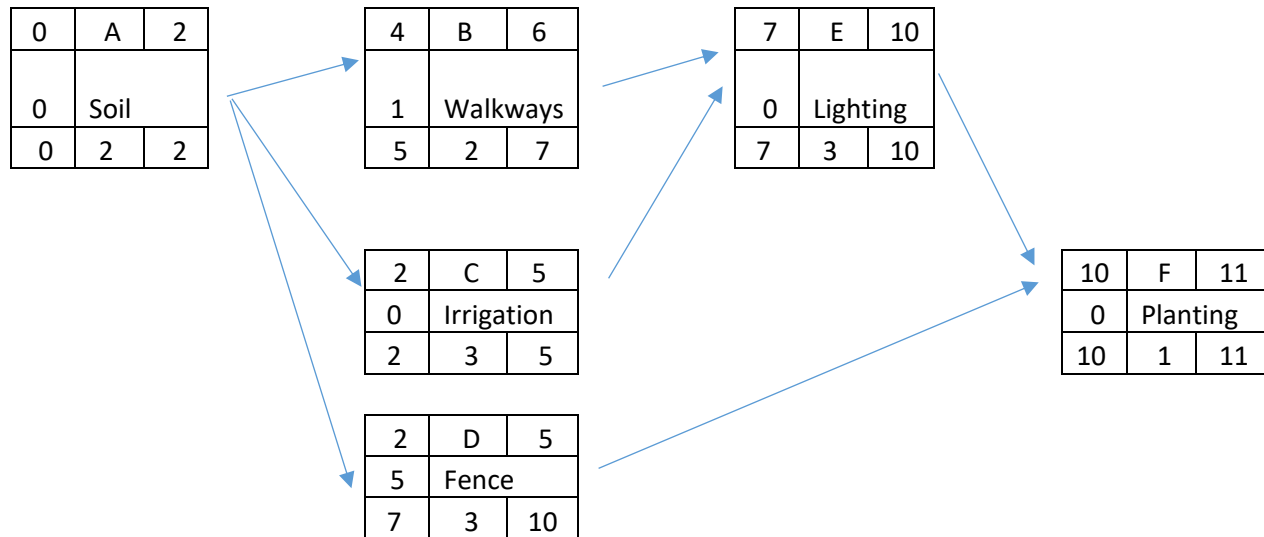 0 A 2
0 Soil
0 2 2
4 B 6
1 Walkways
5 2 7
7 E 10
0 Lighting
7 3 10
2 C 5
0 Irrigation
2 3 5
10 F 11
0 Planting
10 1 11
2 D 5
5 Fence
7 3 10